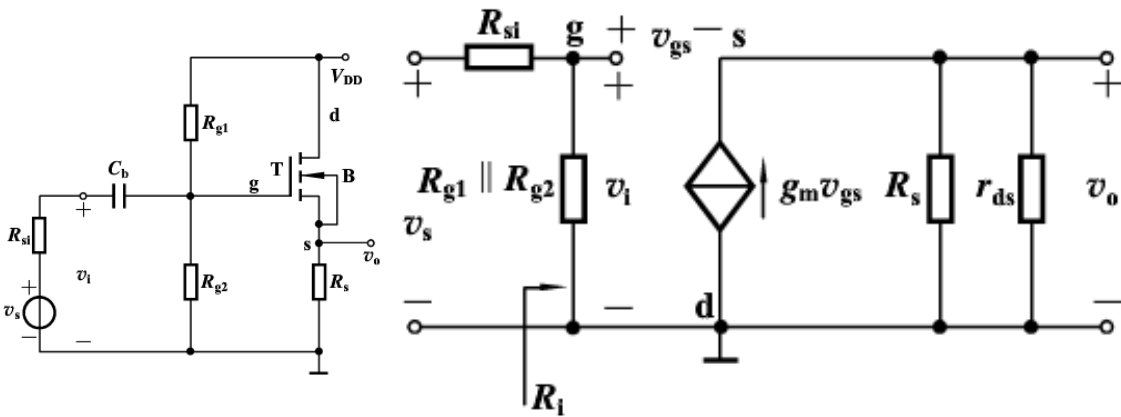 V_DD
d
R_g1
C_b
T
B
g
R_si
+
v_i
s
v_o
R_g2
R_s
+
v_s
−
−
R_si
g
+ v_gs − s
+
+
+
R_g1 || R_g2
v_i
g_m v_gs
R_s
r_ds
v_o
v_s
−
−
d
−
R_i